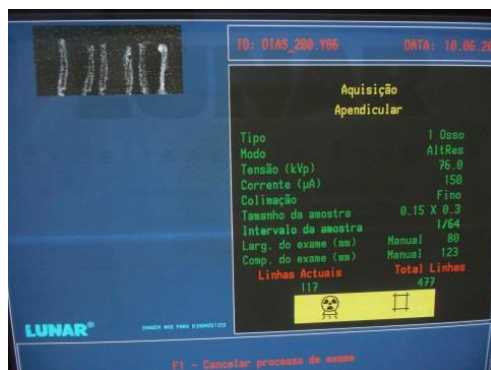 ID: DIAS_200.Y06 DATA: 10.06.20
Aquisição
Apendicular
Tipo 1 Osso
Modo AltRes
Tensão (kVp) 76.0
Corrente (µA) 150
Colimação Fino
Tamanho da amostra 0.15 X 0.3
Intervalo da amostra 1/64
Larg. do exame (mm) Manual 80
Comp. do exame (mm) Manual 123
Linhas Actuais Total Linhas
117 477
LUNAR®
F1 - Cancelar processo de exame